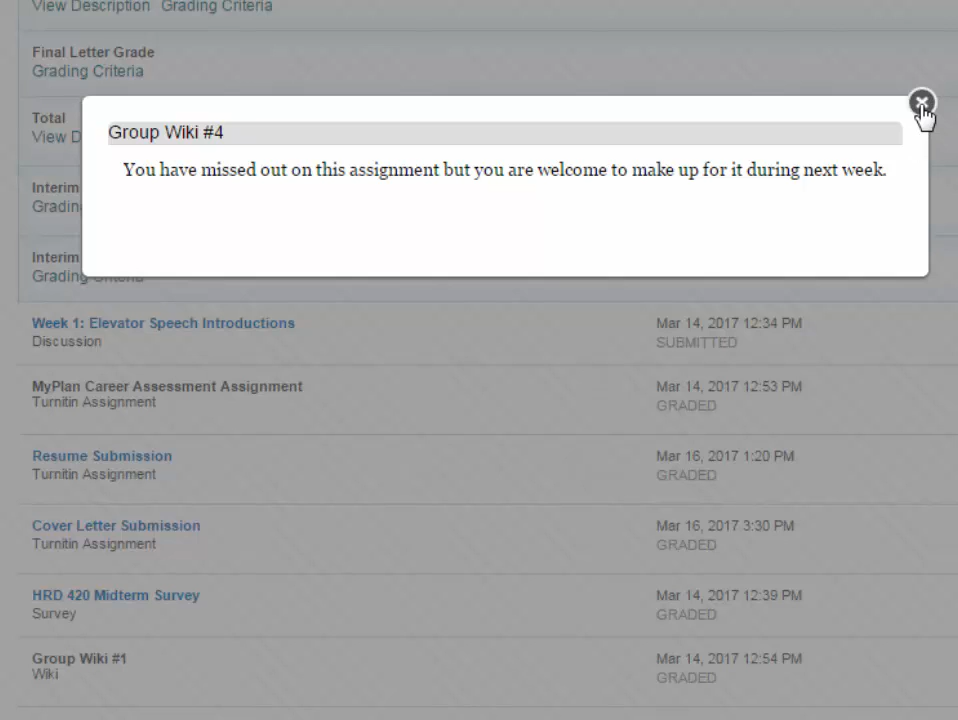 View Description Grading Criteria
Final Letter Grade
Grading Criteria
Total
View D
Group Wiki #4
You have missed out on this assignment but you are welcome to make up for it during next week.
Interim
Gradin
Interim
Grading Criteria
Week 1: Elevator Speech Introductions Mar 14, 2017 12:34 PM
Discussion SUBMITTED
MyPlan Career Assessment Assignment Mar 14, 2017 12:53 PM
Turnitin Assignment GRADED
Resume Submission Mar 16, 2017 1:20 PM
Turnitin Assignment GRADED
Cover Letter Submission Mar 16, 2017 3:30 PM
Turnitin Assignment GRADED
HRD 420 Midterm Survey Mar 14, 2017 12:39 PM
Survey GRADED
Group Wiki #1 Mar 14, 2017 12:54 PM
Wiki GRADED